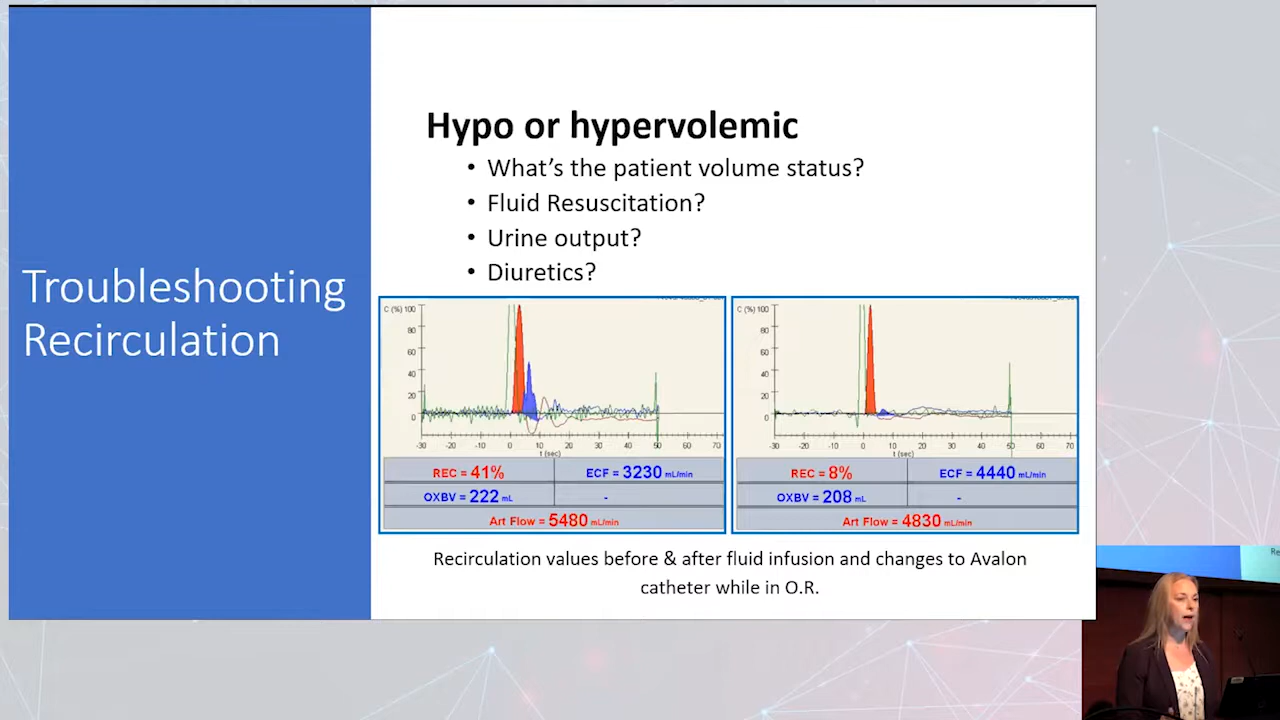 Troubleshooting
Recirculation
Hypo or hypervolemic
• What's the patient volume status?
• Fluid Resuscitation?
• Urine output?
• Diuretics?
C (%) 100
80
60
40
20
0
-30 -20 -10 0 10 20 30 40 50 60 70
t (sec)
REC = 41% ECF = 3230 mL/min
OXBV = 222 mL -
Art Flow = 5480 mL/min
C (%) 100
80
60
40
20
0
-30 -20 -10 0 10 20 30 40 50 60 70
t (sec)
REC = 8% ECF = 4440 mL/min
OXBV = 208 mL -
Art Flow = 4830 mL/min
Recirculation values before & after fluid infusion and changes to Avalon
catheter while in O.R.